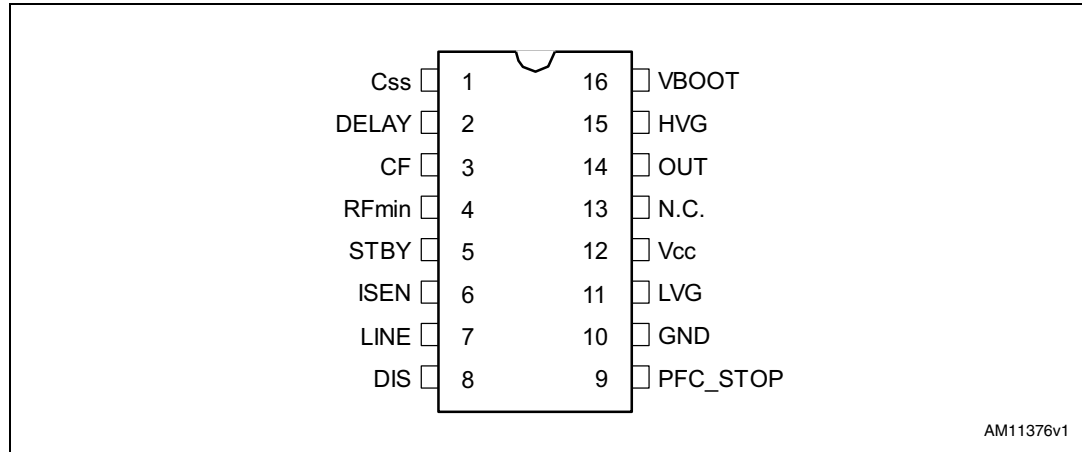 Css 1 16 VBOOT
DELAY 2 15 HVG
CF 3 14 OUT
RFmin 4 13 N.C.
STBY 5 12 Vcc
ISEN 6 11 LVG
LINE 7 10 GND
DIS 8 9 PFC_STOP
AM11376v1